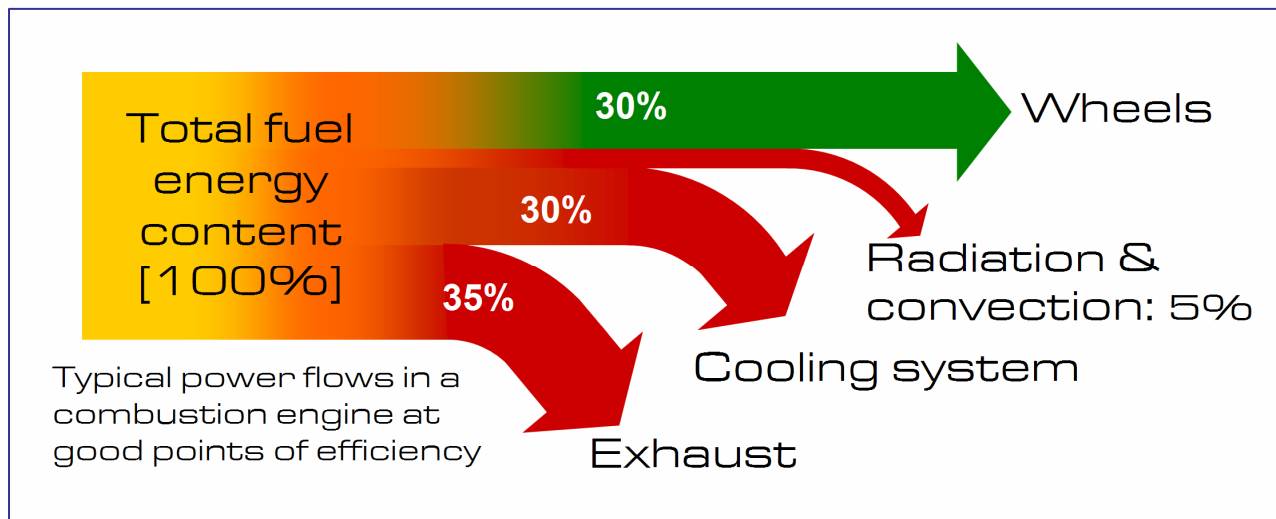 Total fuel
energy
content
[100%]
30%
Wheels
30%
35%
Radiation &
convection: 5%
Cooling system
Exhaust
Typical power flows in a
combustion engine at
good points of efficiency